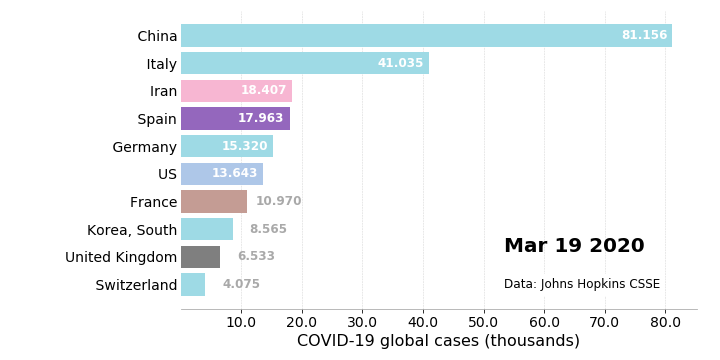 China 81.156
Italy 41.035
Iran 18.407
Spain 17.963
Germany 15.320
US 13.643
France 10.970
Korea, South 8.565
United Kingdom 6.533
Switzerland 4.075
Mar 19 2020
Data: Johns Hopkins CSSE
10.0 20.0 30.0 40.0 50.0 60.0 70.0 80.0
COVID-19 global cases (thousands)